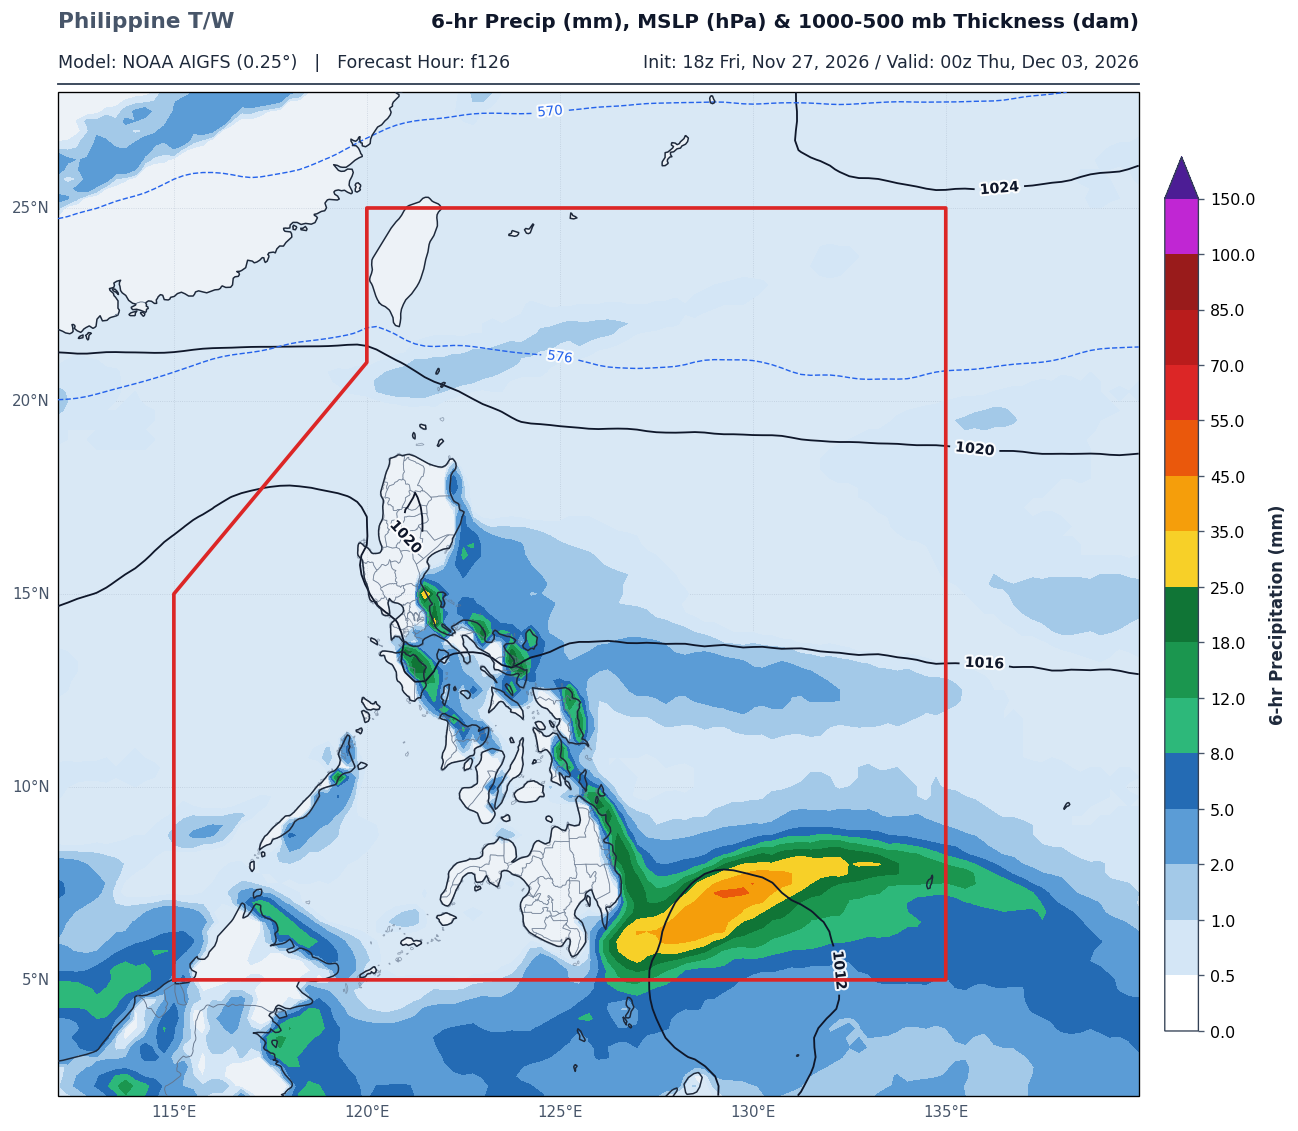 Philippine T/W
6-hr Precip (mm), MSLP (hPa) & 1000-500 mb Thickness (dam)
Model: NOAA AIGFS (0.25°) | Forecast Hour: f126
Init: 18z Fri, Nov 27, 2026 / Valid: 00z Thu, Dec 03, 2026
570
1024
25°N
576
20°N
1020
1020
15°N
1016
10°N
1012
5°N
115°E
120°E
125°E
130°E
135°E
150.0
100.0
85.0
70.0
55.0
45.0
35.0
25.0
18.0
12.0
8.0
5.0
2.0
1.0
0.5
0.0
6-hr Precipitation (mm)